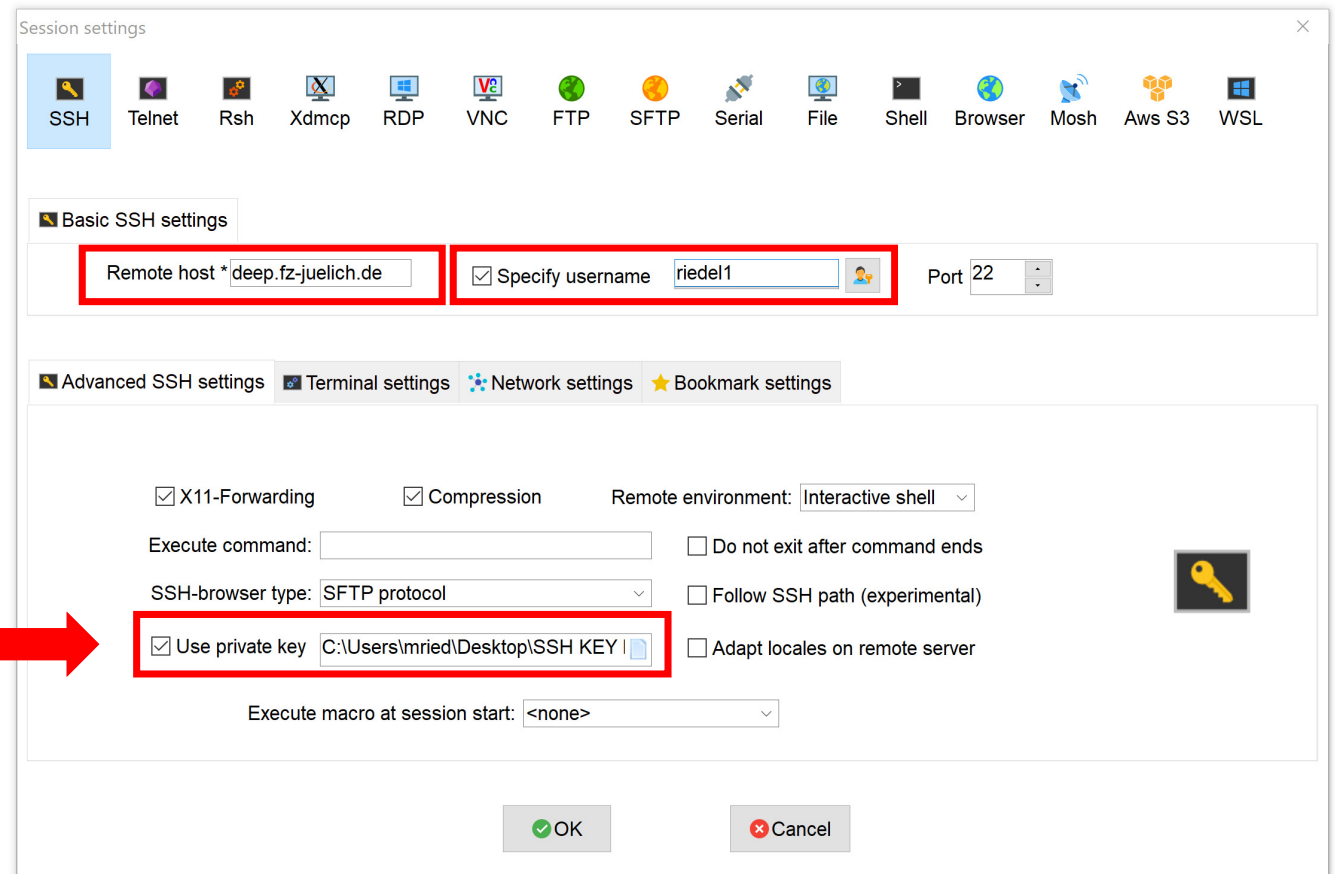 Session settings
SSH Telnet Rsh Xdmcp RDP VNC FTP SFTP Serial File Shell Browser Mosh Aws S3 WSL
Basic SSH settings
Remote host * deep.fz-juelich.de Specify username riedel1 Port 22
Advanced SSH settings Terminal settings Network settings Bookmark settings
X11-Forwarding Compression Remote environment: Interactive shell
Execute command: Do not exit after command ends
SSH-browser type: SFTP protocol Follow SSH path (experimental)
Use private key C:\Users\mried\Desktop\SSH KEY Adapt locales on remote server
Execute macro at session start: <none>
OK Cancel